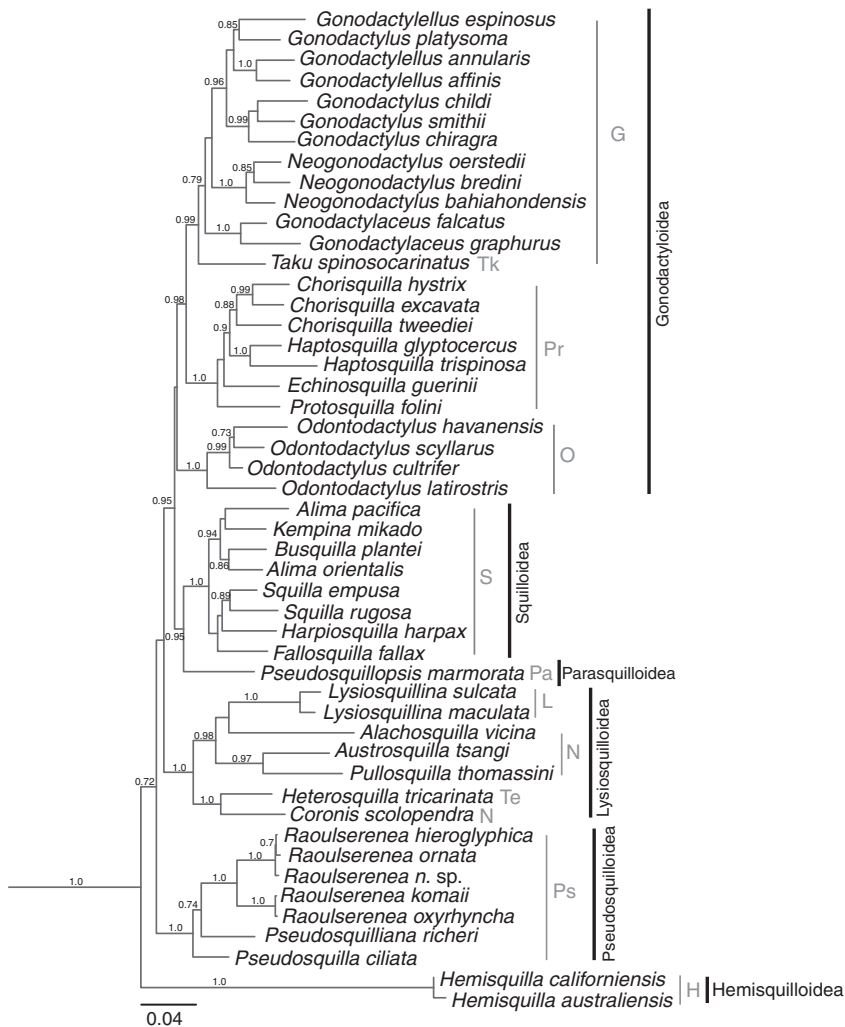 0.85
Gonodactylellus espinosus
Gonodactylus platysoma
1.0
Gonodactylellus annularis
Gonodactylellus affinis
0.96
Gonodactylus childi
0.99
Gonodactylus smithii
Gonodactylus chiragra
G
0.79
0.85
Neogonodactylus oerstedii
1.0
Neogonodactylus bredini
Neogonodactylus bahiahondensis
0.99
1.0
Gonodactylaceus falcatus
Gonodactylaceus graphurus
Taku spinosocarinatus Tk
Gonodactyloidea
0.98
0.99
Chorisquilla hystrix
0.88
Chorisquilla excavata
0.9
Chorisquilla tweediei
1.0
Haptosquilla glyptocercus
Pr
Haptosquilla trispinosa
1.0
Echinosquilla guerinii
Protosquilla folini
0.73
Odontodactylus havanensis
0.99
Odontodactylus scyllarus
O
1.0
Odontodactylus cultrifer
Odontodactylus latirostris
0.95
Alima pacifica
0.94
Kempina mikado
Busquilla plantei
0.86
Alima orientalis
1.0
S
Squilloidea
0.89
Squilla empusa
Squilla rugosa
Harpiosquilla harpax
0.95
Fallosquilla fallax
Pseudosquillopsis marmorata Pa Parasquilloidea
1.0
Lysiosquillina sulcata
L
Lysiosquillina maculata
0.98
Alachosquilla vicina
0.97
Austrosquilla tsangi
N
Pullosquilla thomassini
1.0
Lysiosquilloidea
0.72
1.0
Heterosquilla tricarinata Te
Coronis scolopendra N
0.7
Raoulserenea hieroglyphica
1.0
Raoulserenea ornata
Raoulserenea n. sp.
1.0
1.0
Raoulserenea komaii
Ps
0.74
Raoulserenea oxyrhyncha
1.0
Pseudosquilliana richeri
Pseudosquilla ciliata
Pseudosquilloidea
1.0
1.0
Hemisquilla californiensis
H Hemisquilloidea
Hemisquilla australiensis
0.04